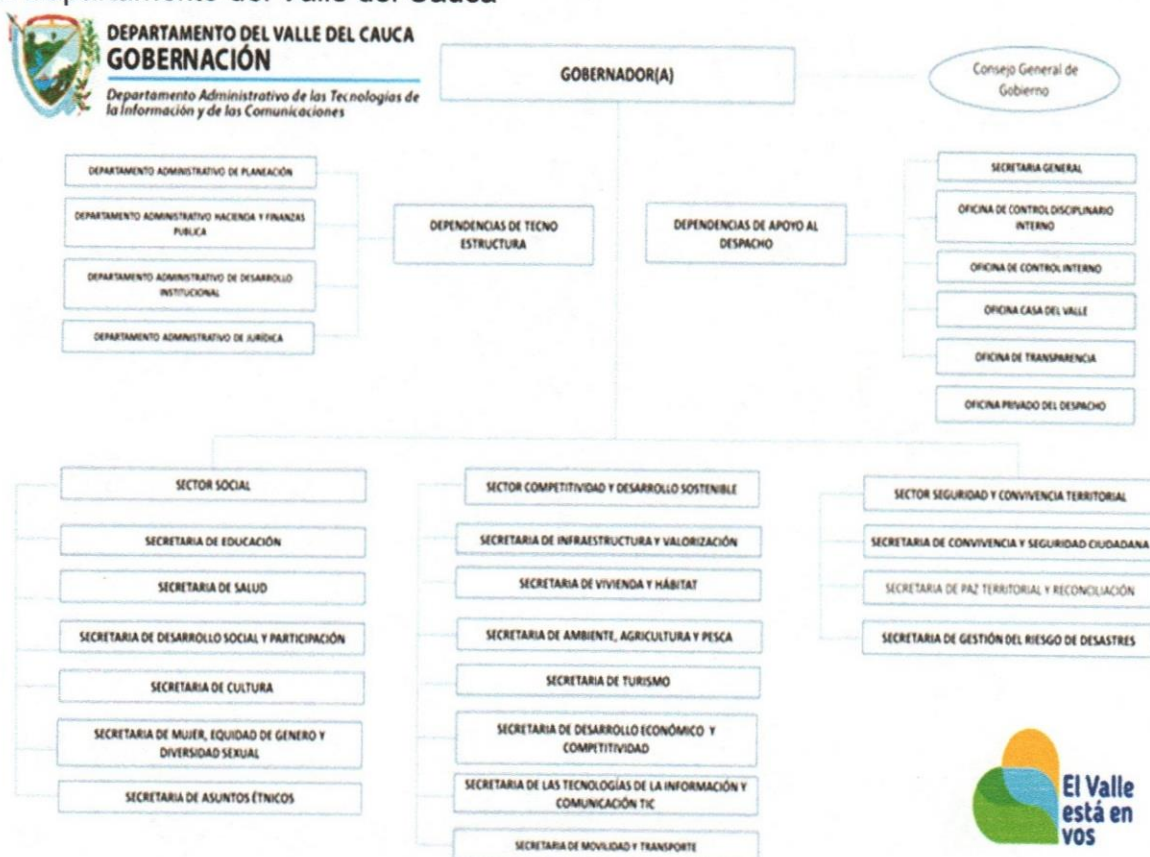 Departamento del Valle del Cauca
DEPARTAMENTO DEL VALLE DEL CAUCA
GOBERNACIÓN
Departamento Administrativo de las Tecnologías de
la Información y de las Comunicaciones
GOBERNADOR(A)
Consejo General de
Gobierno
DEPARTAMENTO ADMINISTRATIVO DE PLANEACIÓN
DEPARTAMENTO ADMINISTRATIVO HACIENDA Y FINANZAS
PUBLICA
DEPARTAMENTO ADMINISTRATIVO DE DESARROLLO
INSTITUCIONAL
DEPARTAMENTO ADMINISTRATIVO DE JURÍDICA
DEPENDENCIAS DE TECNO
ESTRUCTURA
DEPENDENCIAS DE APOYO AL
DESPACHO
SECRETARIA GENERAL
OFICINA DE CONTROL DISCIPLINARIO
INTERNO
OFICINA DE CONTROL INTERNO
OFICINA CASA DEL VALLE
OFICINA DE TRANSPARENCIA
OFICINA PRIVADO DEL DESPACHO
SECTOR SOCIAL
SECRETARIA DE EDUCACIÓN
SECRETARIA DE SALUD
SECRETARIA DE DESARROLLO SOCIAL Y PARTICIPACIÓN
SECRETARIA DE CULTURA
SECRETARIA DE MUJER, EQUIDAD DE GENERO Y
DIVERSIDAD SEXUAL
SECRETARIA DE ASUNTOS ÉTNICOS
SECTOR COMPETITIVIDAD Y DESARROLLO SOSTENIBLE
SECRETARIA DE INFRAESTRUCTURA Y VALORIZACIÓN
SECRETARIA DE VIVIENDA Y HÁBITAT
SECRETARIA DE AMBIENTE, AGRICULTURA Y PESCA
SECRETARIA DE TURISMO
SECRETARIA DE DESARROLLO ECONÓMICO Y
COMPETITIVIDAD
SECRETARIA DE LAS TECNOLOGÍAS DE LA INFORMACIÓN Y
COMUNICACIÓN TIC
SECRETARIA DE MOVILIDAD Y TRANSPORTE
SECTOR SEGURIDAD Y CONVIVENCIA TERRITORIAL
SECRETARIA DE CONVIVENCIA Y SEGURIDAD CIUDADANA
SECRETARIA DE PAZ TERRITORIAL Y RECONCILIACIÓN
SECRETARIA DE GESTIÓN DEL RIESGO DE DESASTRES
El Valle
está en
vos